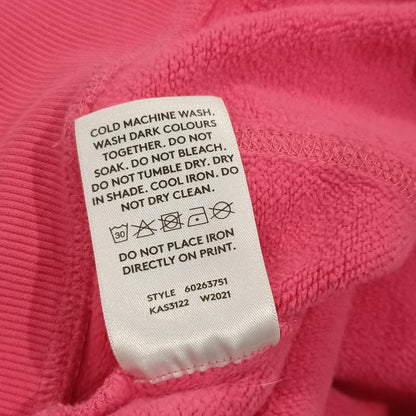 COLD MACHINE WASH.
WASH DARK COLOURS
TOGETHER. DO NOT
SOAK. DO NOT BLEACH.
DO NOT TUMBLE DRY. DRY
IN SHADE. COOL IRON. DO
NOT DRY CLEAN.
30
DO NOT PLACE IRON
DIRECTLY ON PRINT.
STYLE 60263751
KAS3122 W2021